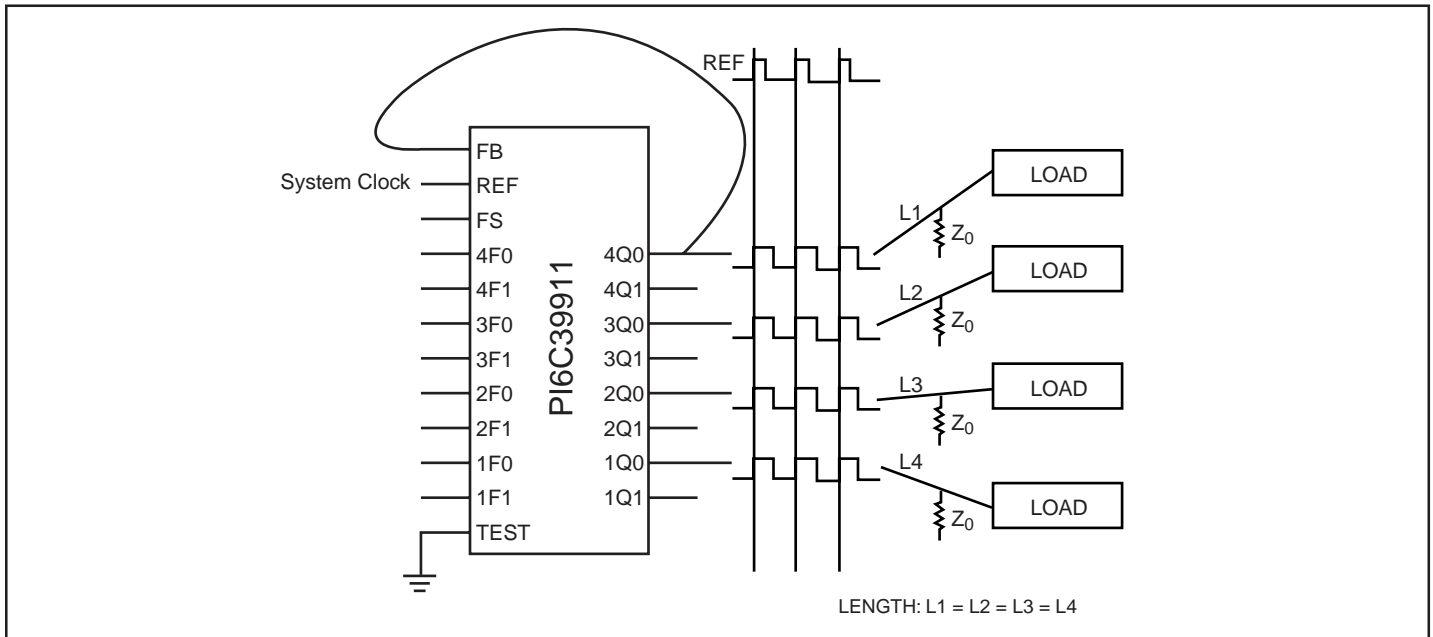 REF
FB
System Clock
REF
FS
4F0
4F1
3F0
3F1
2F0
2F1
1F0
1F1
TEST
PI6C39911
4Q0
4Q1
3Q0
3Q1
2Q0
2Q1
1Q0
1Q1
L1
Z0
LOAD
L2
Z0
LOAD
L3
Z0
LOAD
L4
Z0
LOAD
LENGTH: L1 = L2 = L3 = L4